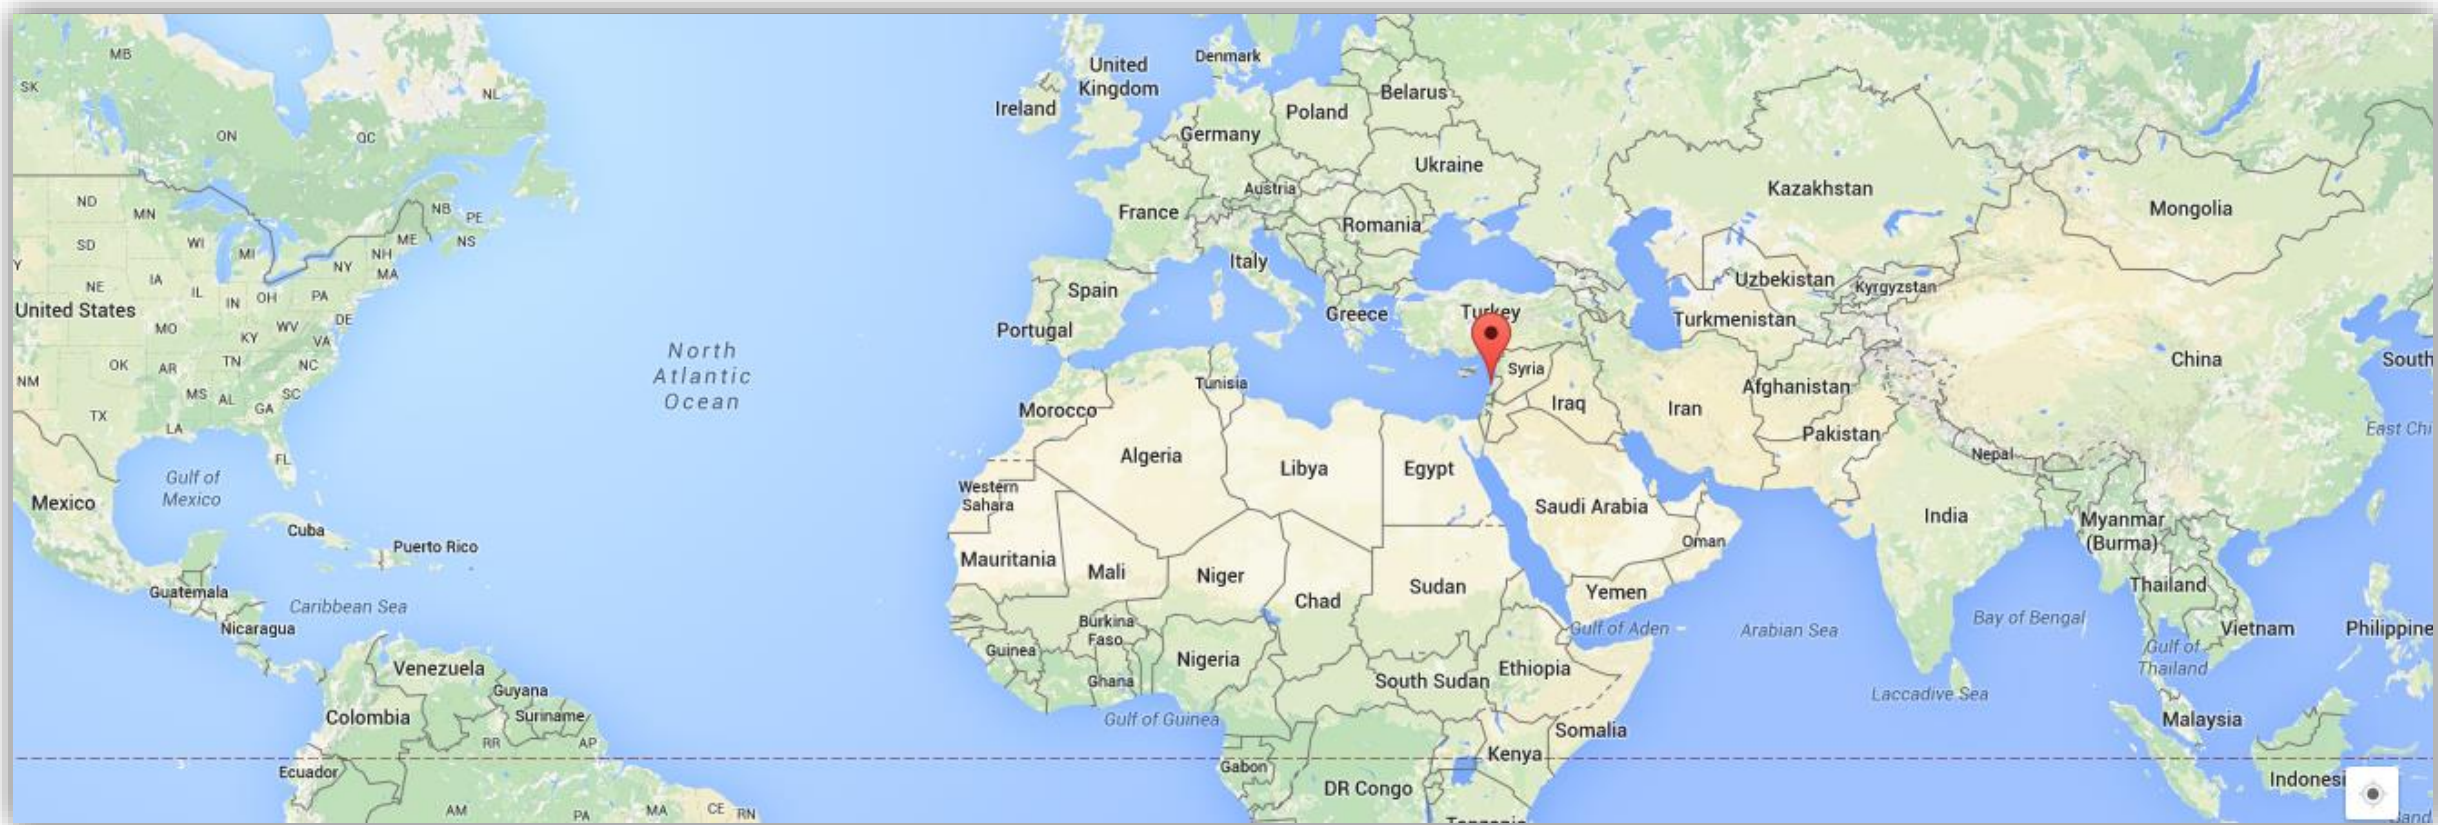 MB
SK
NL
ON
QC
ND
MN
NB
PE
SD
WI
MI
ME
NS
NH
NY
MA
Y
NE
IA
IL
IN
OH
PA
United States
MO
WV
DE
KY
VA
OK
AR
TN
NC
NM
MS
AL
SC
GA
TX
LA
FL
Gulf of
Mexico
Mexico
Cuba
Puerto Rico
Guatemala
Caribbean Sea
Nicaragua
Venezuela
Guyana
Colombia
Suriname
RR
AP
Ecuador
AM
PA
MA
CE
RN
North
Atlantic
Ocean
United
Kingdom
Ireland
Denmark
Belarus
Poland
Germany
Ukraine
Austria
France
Romania
Italy
Spain
Greece
Turkey
Portugal
Syria
Tunisia
Morocco
Iraq
Iran
Algeria
Libya
Egypt
Western
Sahara
Saudi Arabia
Oman
Mauritania
Mali
Niger
Chad
Sudan
Yemen
Burkina
Faso
Gulf of Aden
Arabian Sea
Guinea
Nigeria
Ethiopia
Ghana
South Sudan
Gulf of Guinea
Somalia
Kenya
Gabon
DR Congo
Tanzania
Kazakhstan
Mongolia
Uzbekistan
Kyrgyzstan
Turkmenistan
China
South
Afghanistan
Pakistan
East Chi
Nepal
India
Myanmar
(Burma)
Thailand
Bay of Bengal
Vietnam
Philippine
Gulf of
Thailand
Laccadive Sea
Malaysia
Indonesi
and